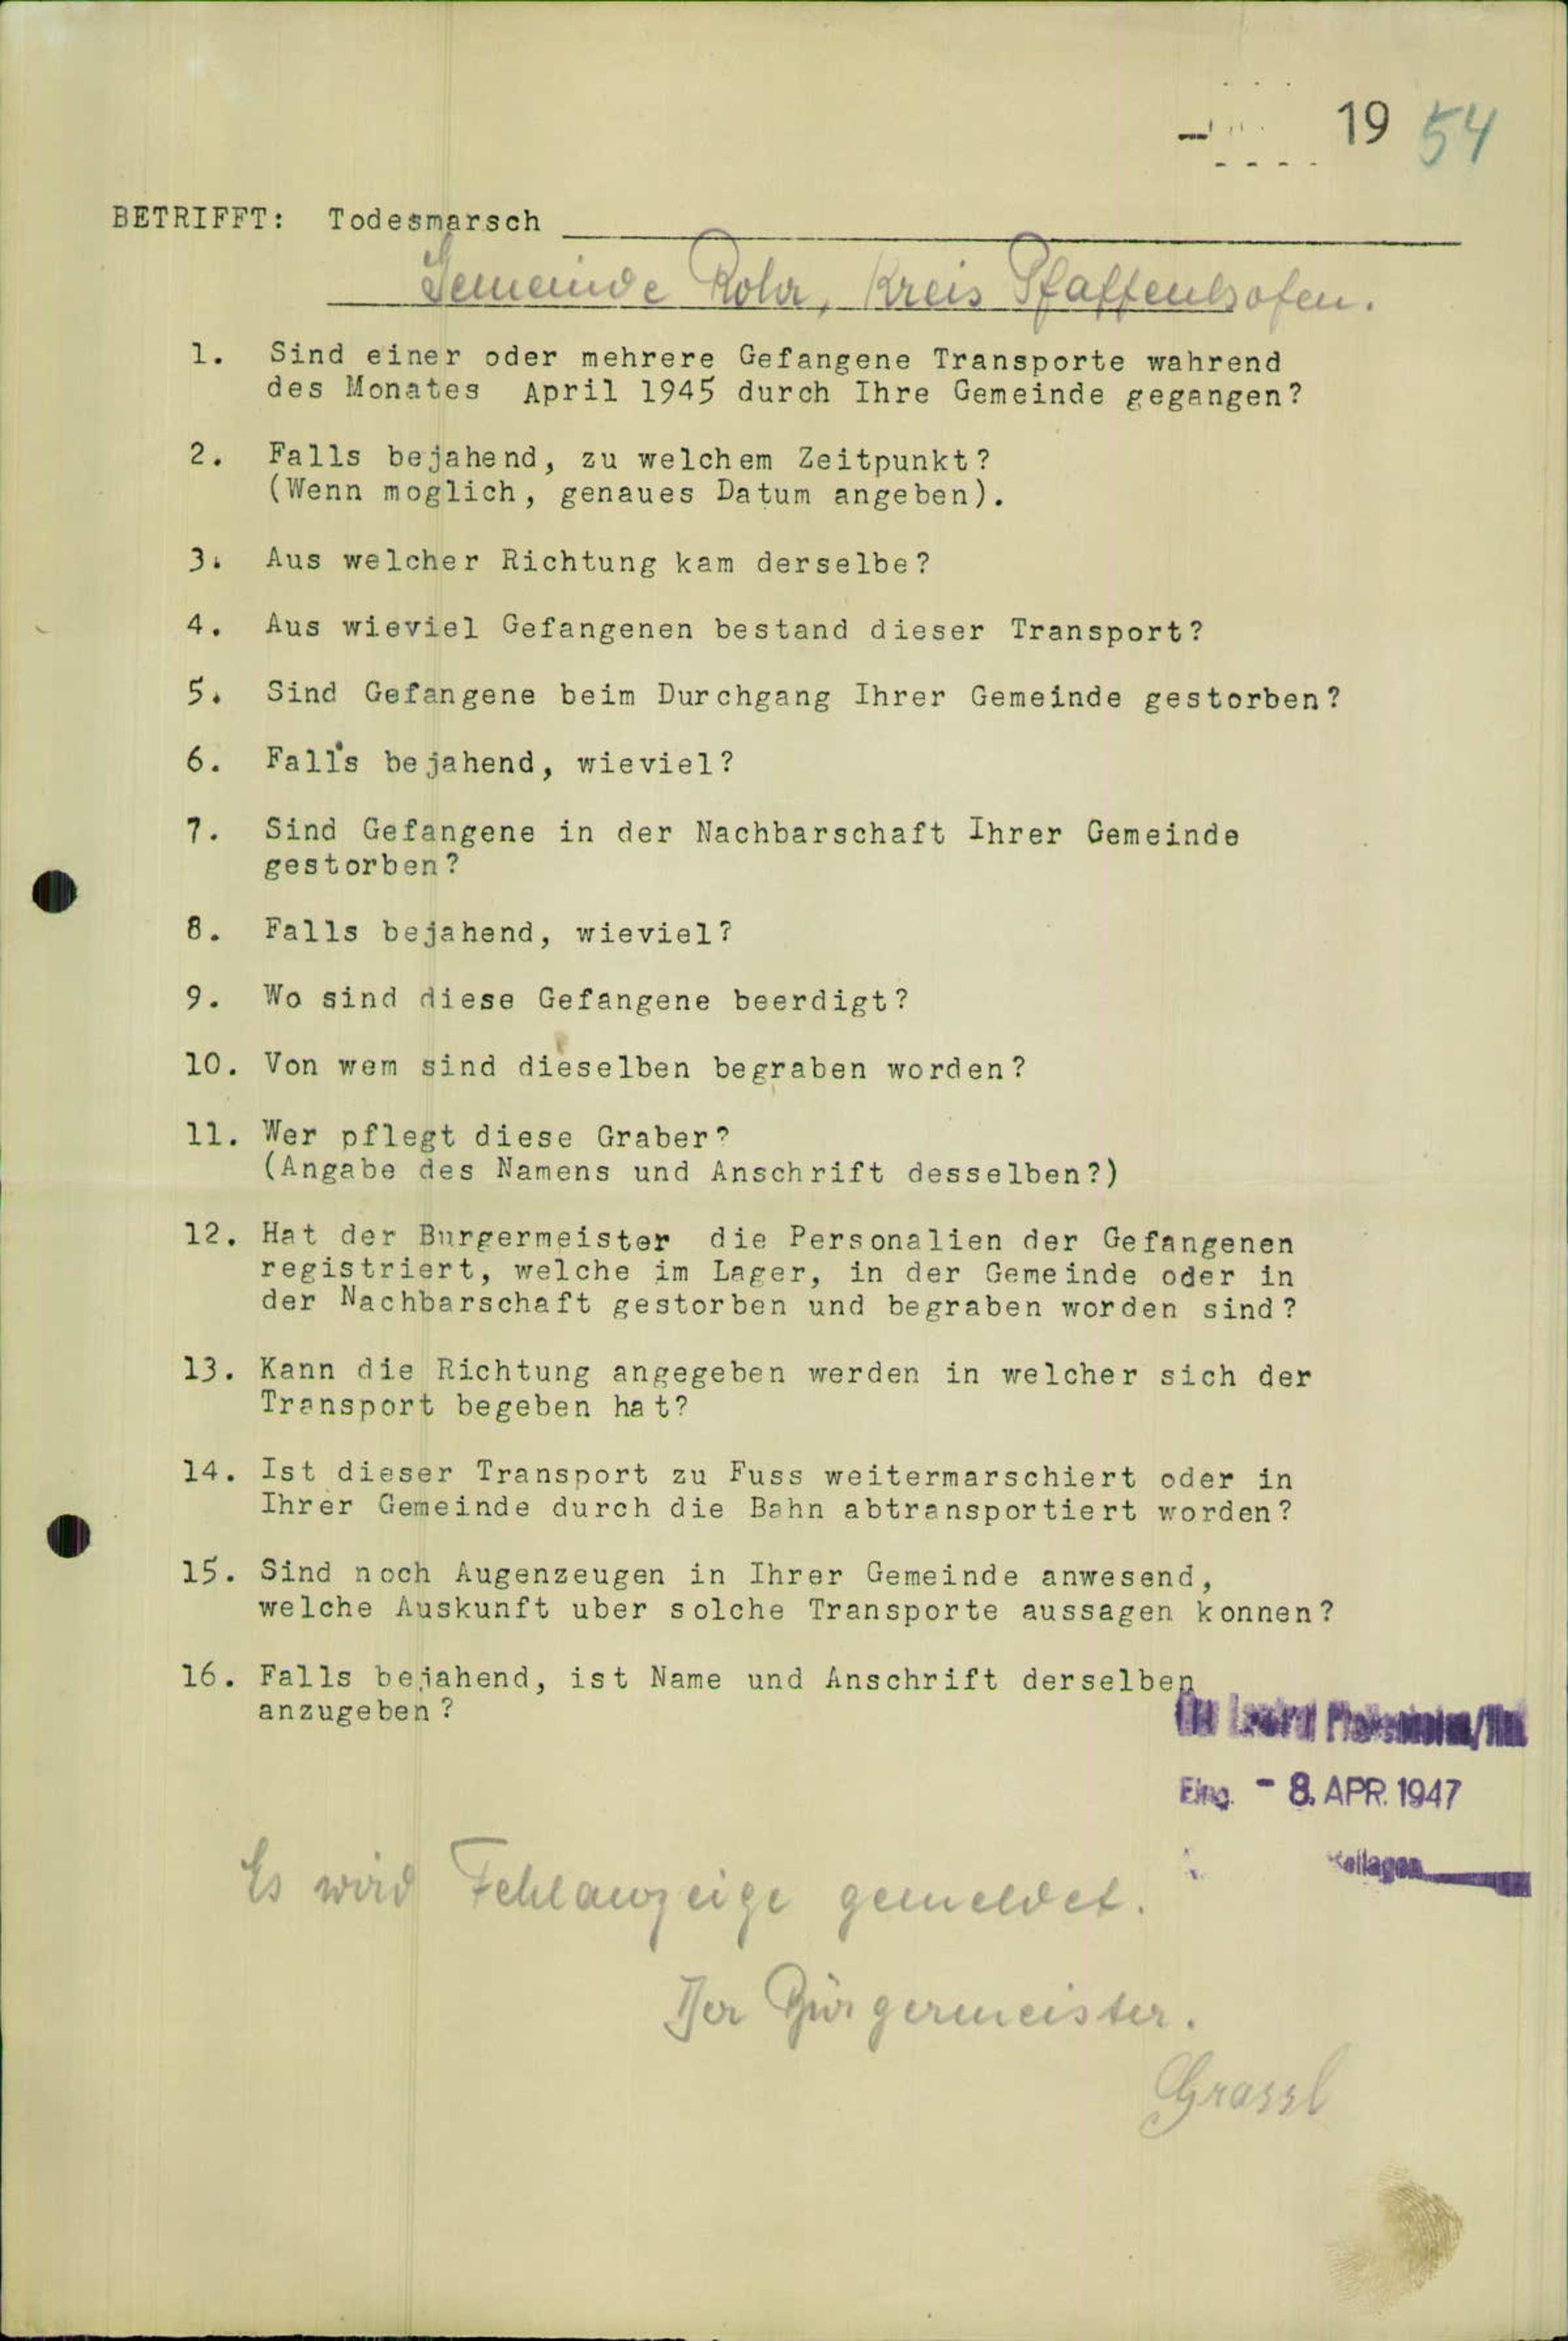 19 54
BETRIFFT: Todesmarsch
Gemeinde Rohr, Kreis Pfaffenhofen.
1. Sind einer oder mehrere Gefangene Transporte wahrend
des Monates April 1945 durch Ihre Gemeinde gegangen?
2. Falls bejahend, zu welchem Zeitpunkt?
(Wenn moglich, genaues Datum angeben).
3. Aus welcher Richtung kam derselbe?
4. Aus wieviel Gefangenen bestand dieser Transport?
5. Sind Gefangene beim Durchgang Ihrer Gemeinde gestorben?
6. Falls bejahend, wieviel?
7. Sind Gefangene in der Nachbarschaft Ihrer Gemeinde
gestorben?
8. Falls bejahend, wieviel?
9. Wo sind diese Gefangene beerdigt?
10. Von wem sind dieselben begraben worden?
11. Wer pflegt diese Graber?
(Angabe des Namens und Anschrift desselben?)
12. Hat der Burgermeister die Personalien der Gefangenen
registriert, welche im Lager, in der Gemeinde oder in
der Nachbarschaft gestorben und begraben worden sind?
13. Kann die Richtung angegeben werden in welcher sich der
Transport begeben hat?
14. Ist dieser Transport zu Fuss weitermarschiert oder in
Ihrer Gemeinde durch die Bahn abtransportiert worden?
15. Sind noch Augenzeugen in Ihrer Gemeinde anwesend,
welche Auskunft uber solche Transporte aussagen konnen?
16. Falls bejahend, ist Name und Anschrift derselben
anzugeben?
Eing. - 8. APR. 1947
Es wird Fehlanzeige gemeldet.
Der Bürgermeister.
Grassl